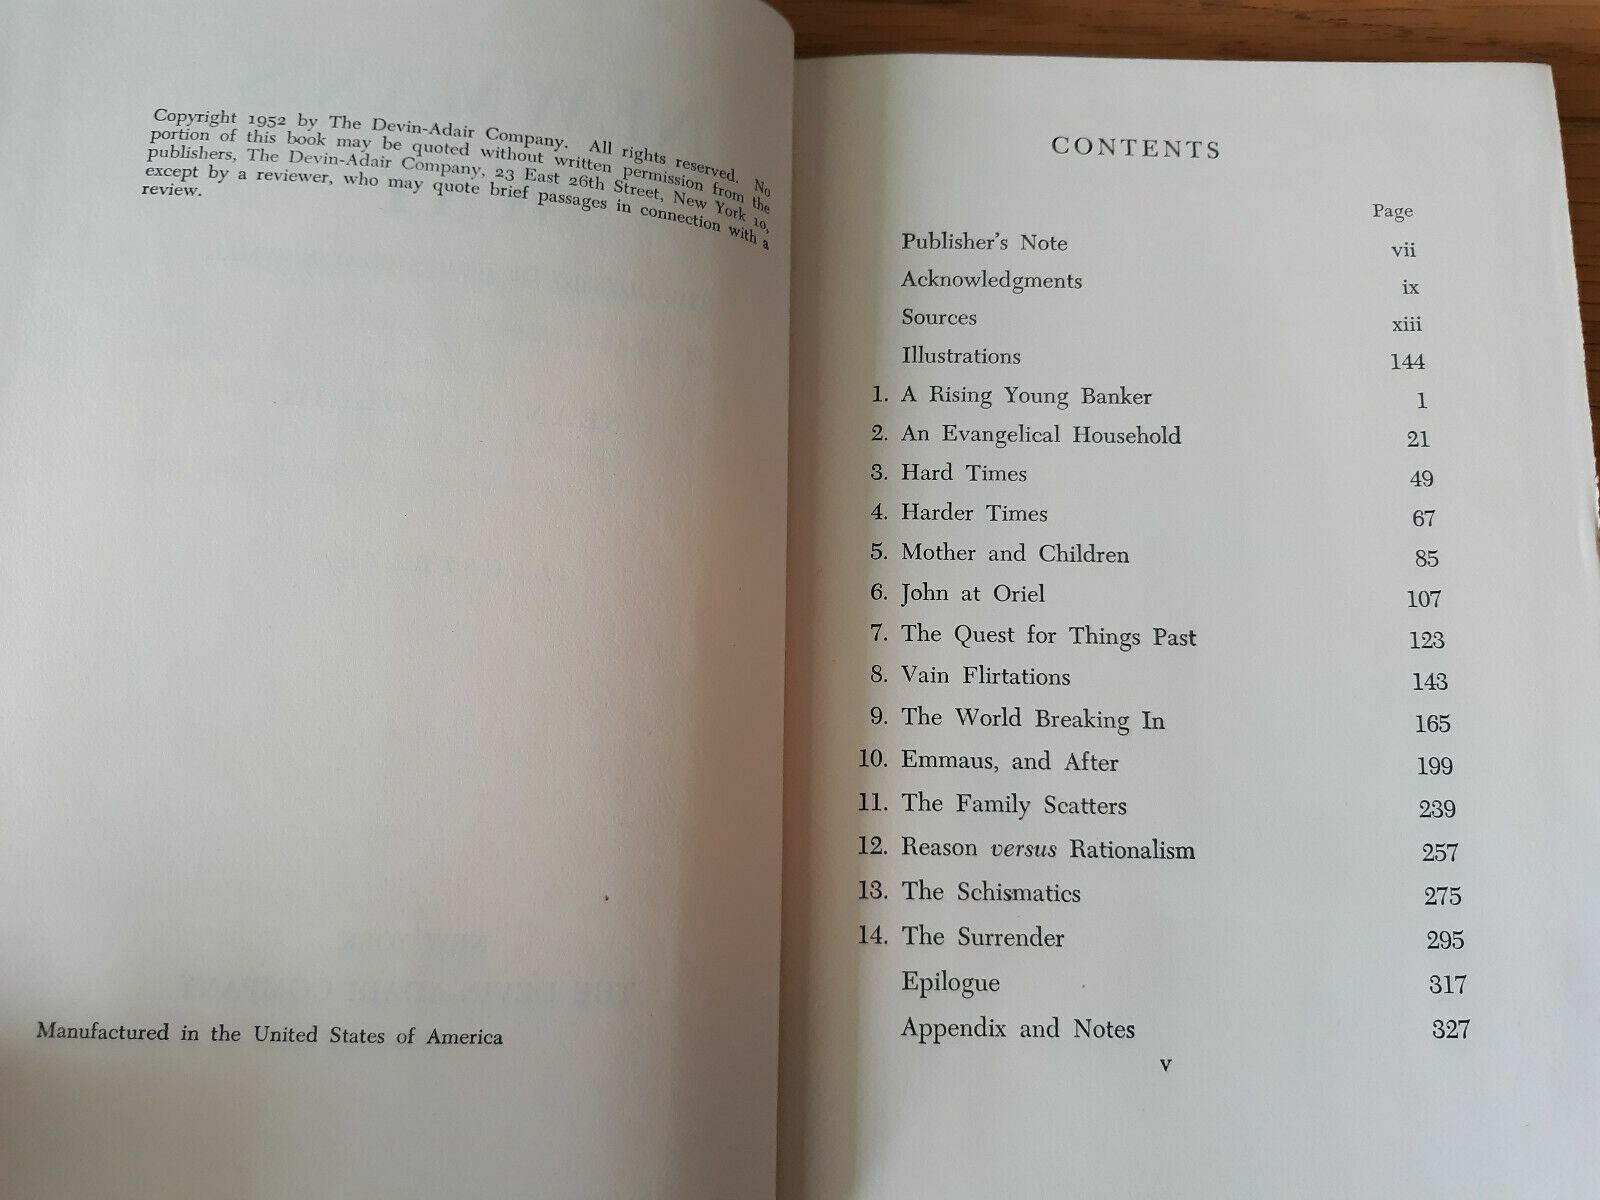 Copyright 1952 by The Devin-Adair Company. All rights reserved. No
portion of this book may be quoted without written permission from the
publishers, The Devin-Adair Company, 23 East 26th Street, New York 10,
except by a reviewer, who may quote brief passages in connection with a
review.
Manufactured in the United States of America
CONTENTS
Page
Publisher's Note vii
Acknowledgments ix
Sources xiii
Illustrations 144
1. A Rising Young Banker 1
2. An Evangelical Household 21
3. Hard Times 49
4. Harder Times 67
5. Mother and Children 85
6. John at Oriel 107
7. The Quest for Things Past 123
8. Vain Flirtations 143
9. The World Breaking In 165
10. Emmaus, and After 199
11. The Family Scatters 239
12. Reason versus Rationalism 257
13. The Schismatics 275
14. The Surrender 295
Epilogue 317
Appendix and Notes 327
v